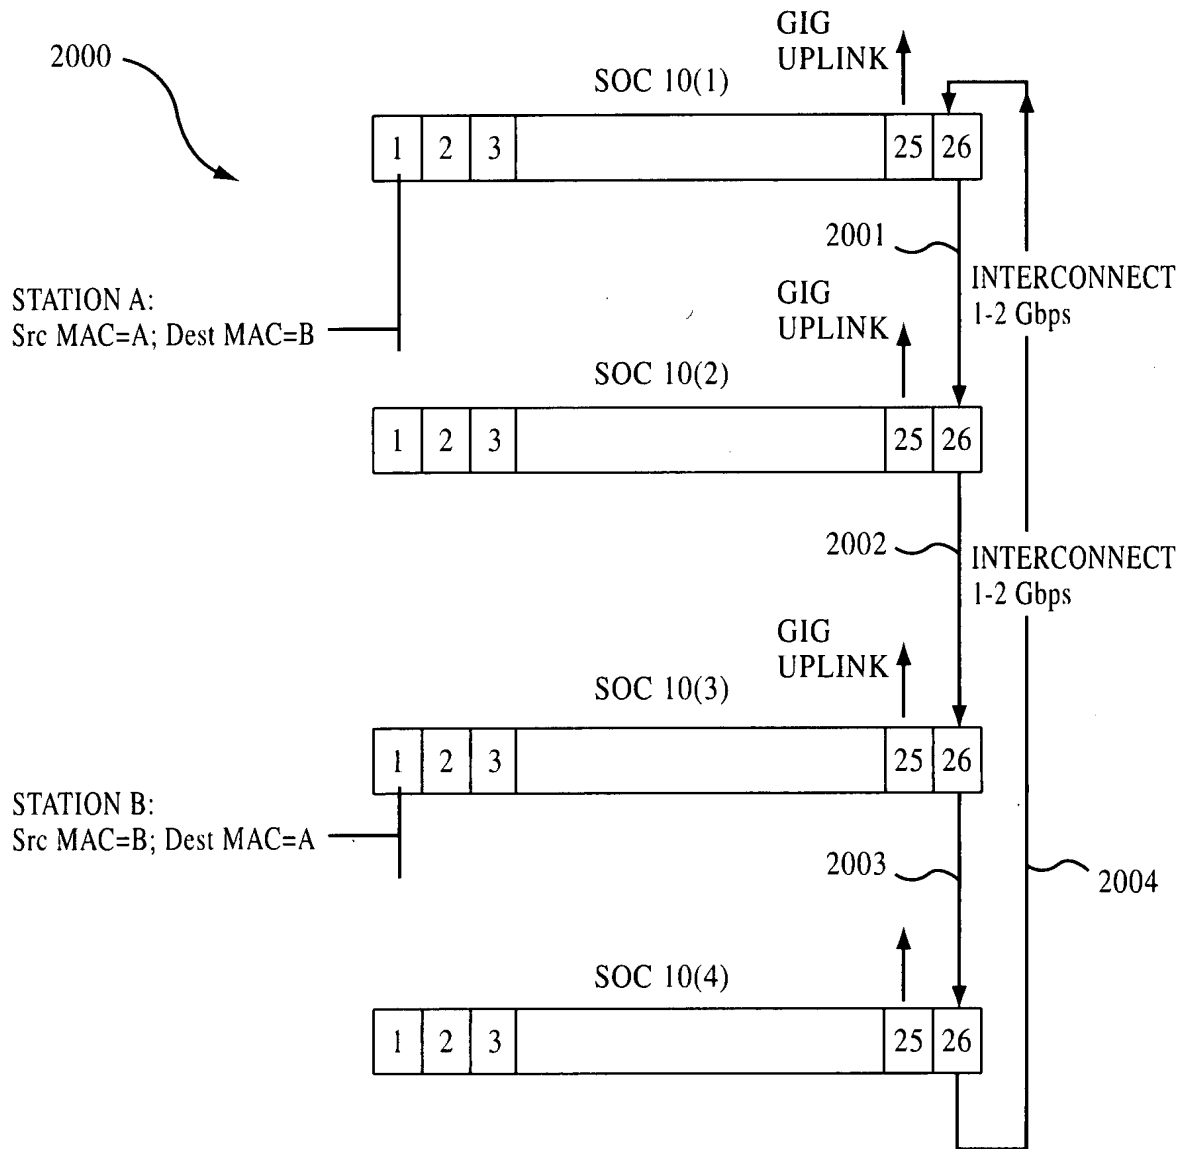 2000
GIG
UPLINK
SOC 10(1)
1 2 3 25 26
2001
INTERCONNECT
1-2 Gbps
STATION A:
Src MAC=A; Dest MAC=B
GIG
UPLINK
SOC 10(2)
1 2 3 25 26
2002
INTERCONNECT
1-2 Gbps
GIG
UPLINK
SOC 10(3)
1 2 3 25 26
STATION B:
Src MAC=B; Dest MAC=A
2003
2004
SOC 10(4)
1 2 3 25 26